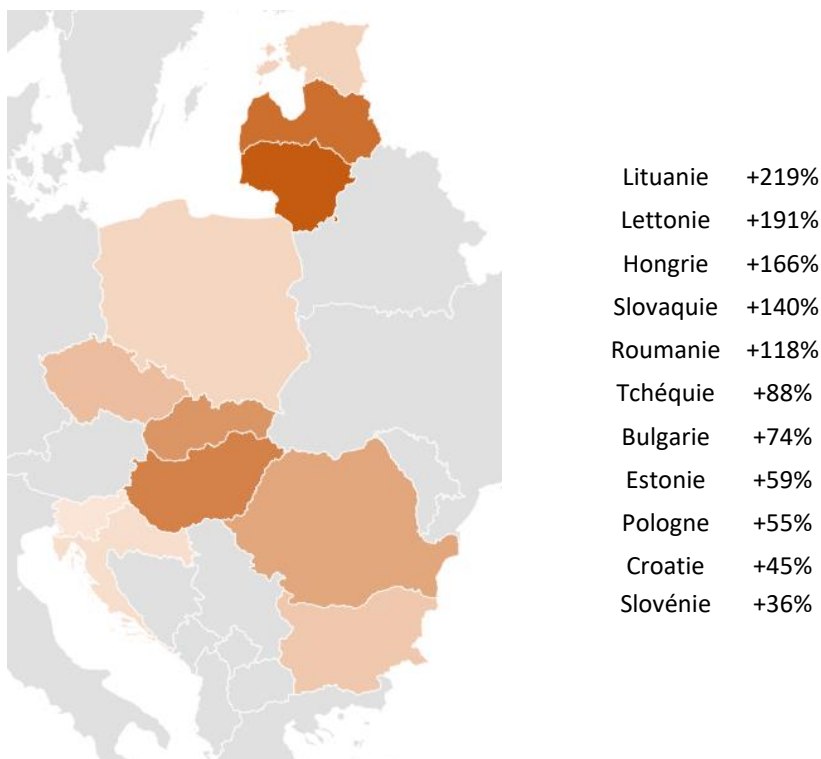 Lituanie +219%
Lettonie +191%
Hongrie +166%
Slovaquie +140%
Roumanie +118%
Tchéquie +88%
Bulgarie +74%
Estonie +59%
Pologne +55%
Croatie +45%
Slovénie +36%